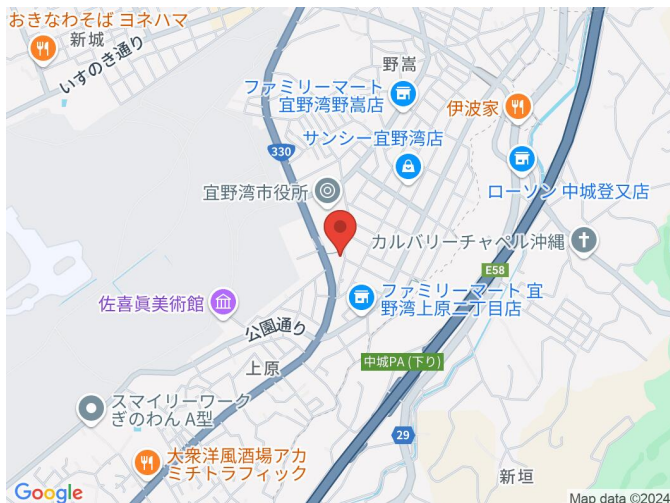 おきなわそば ヨネハマ
新城
いすのき通り
野嵩
ファミリーマート
宜野湾野嵩店
伊波家
330
サンシー宜野湾店
宜野湾市役所
ローソン 中城登又店
カルバリーチャペル沖縄
E58
佐喜眞美術館
ファミリーマート 宜
野湾上原二丁目店
公園通り
上原
中城PA (下り)
スマイリーワーク
ぎのわん A型
29
大衆洋風酒場アカ
ミチトラフィック
新垣
Google
Map data ©2024